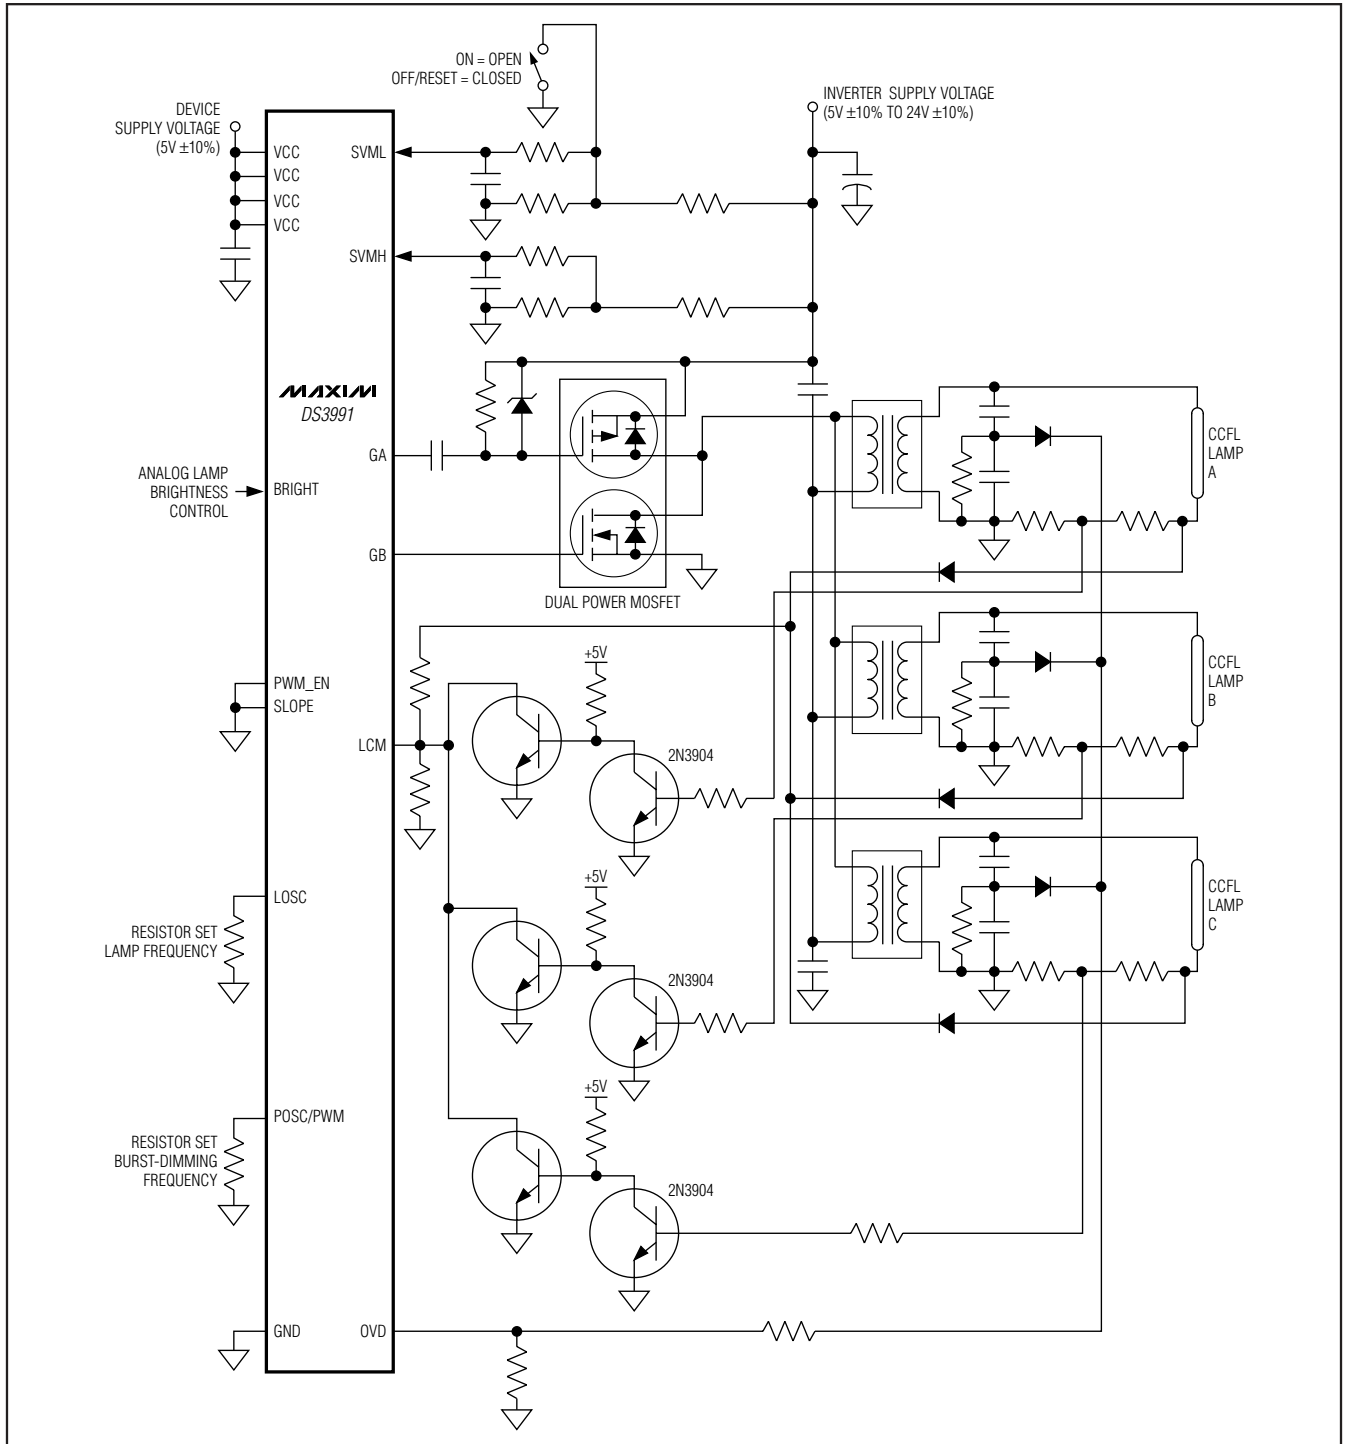 ON = OPEN
OFF/RESET = CLOSED
INVERTER SUPPLY VOLTAGE
(5V ±10% TO 24V ±10%)
DEVICE
SUPPLY VOLTAGE
(5V ±10%)
VCC
VCC
VCC
VCC
SVML
SVMH
MAXIM
DS3991
GA
ANALOG LAMP
BRIGHTNESS
CONTROL
BRIGHT
GB
DUAL POWER MOSFET
CCFL
LAMP
A
PWM_EN
SLOPE
LCM
+5V
2N3904
CCFL
LAMP
B
LOSC
RESISTOR SET
LAMP FREQUENCY
+5V
2N3904
CCFL
LAMP
C
POSC/PWM
RESISTOR SET
BURST-DIMMING
FREQUENCY
+5V
2N3904
GND
OVD